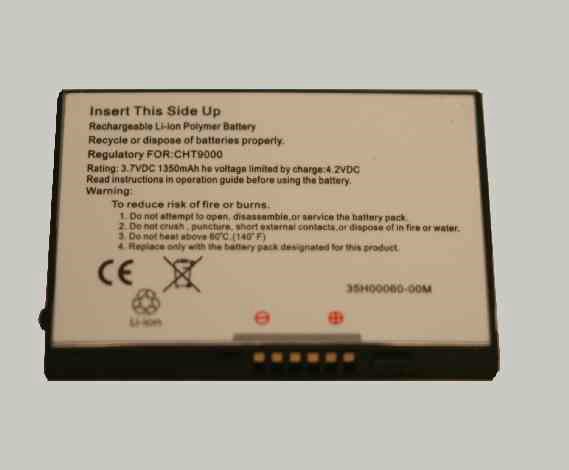 Insert This Side Up
Rechargeable Li-ion Polymer Battery
Recycle or dispose of batteries properly.
Regulatory FOR:CHT9000
Rating: 3.7VDC 1350mAh he voltage limited by charge:4.2VDC
Read instructions in operation guide before using the battery.
Warning:
To reduce risk of fire or burns.
1. Do not attempt to open, disassemble,or service the battery pack.
2. Do not crush , puncture, short external contacts,or dispose of in fire or water.
3. Do not heat above 60°C.(140°F)
4. Replace only with the battery pack designated for this product.
CE
35H00060-00M
Li-ion